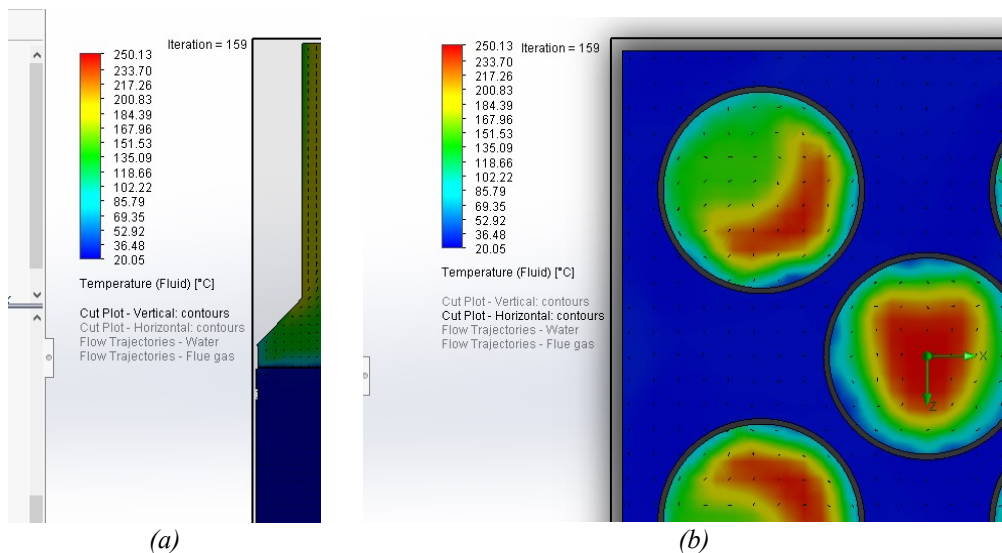 Iteration = 159
250.13
233.70
217.26
200.83
184.39
167.96
151.53
135.09
118.66
102.22
85.79
69.35
52.92
36.48
20.05
Temperature (Fluid) [°C]
Cut Plot - Vertical: contours
Cut Plot - Horizontal: contours
Flow Trajectories - Water
Flow Trajectories - Flue gas
(a)
Iteration = 159
250.13
233.70
217.26
200.83
184.39
167.96
151.53
135.09
118.66
102.22
85.79
69.35
52.92
36.48
20.05
Temperature (Fluid) [°C]
Cut Plot - Vertical: contours
Cut Plot - Horizontal: contours
Flow Trajectories - Water
Flow Trajectories - Flue gas
X
Z
(b)